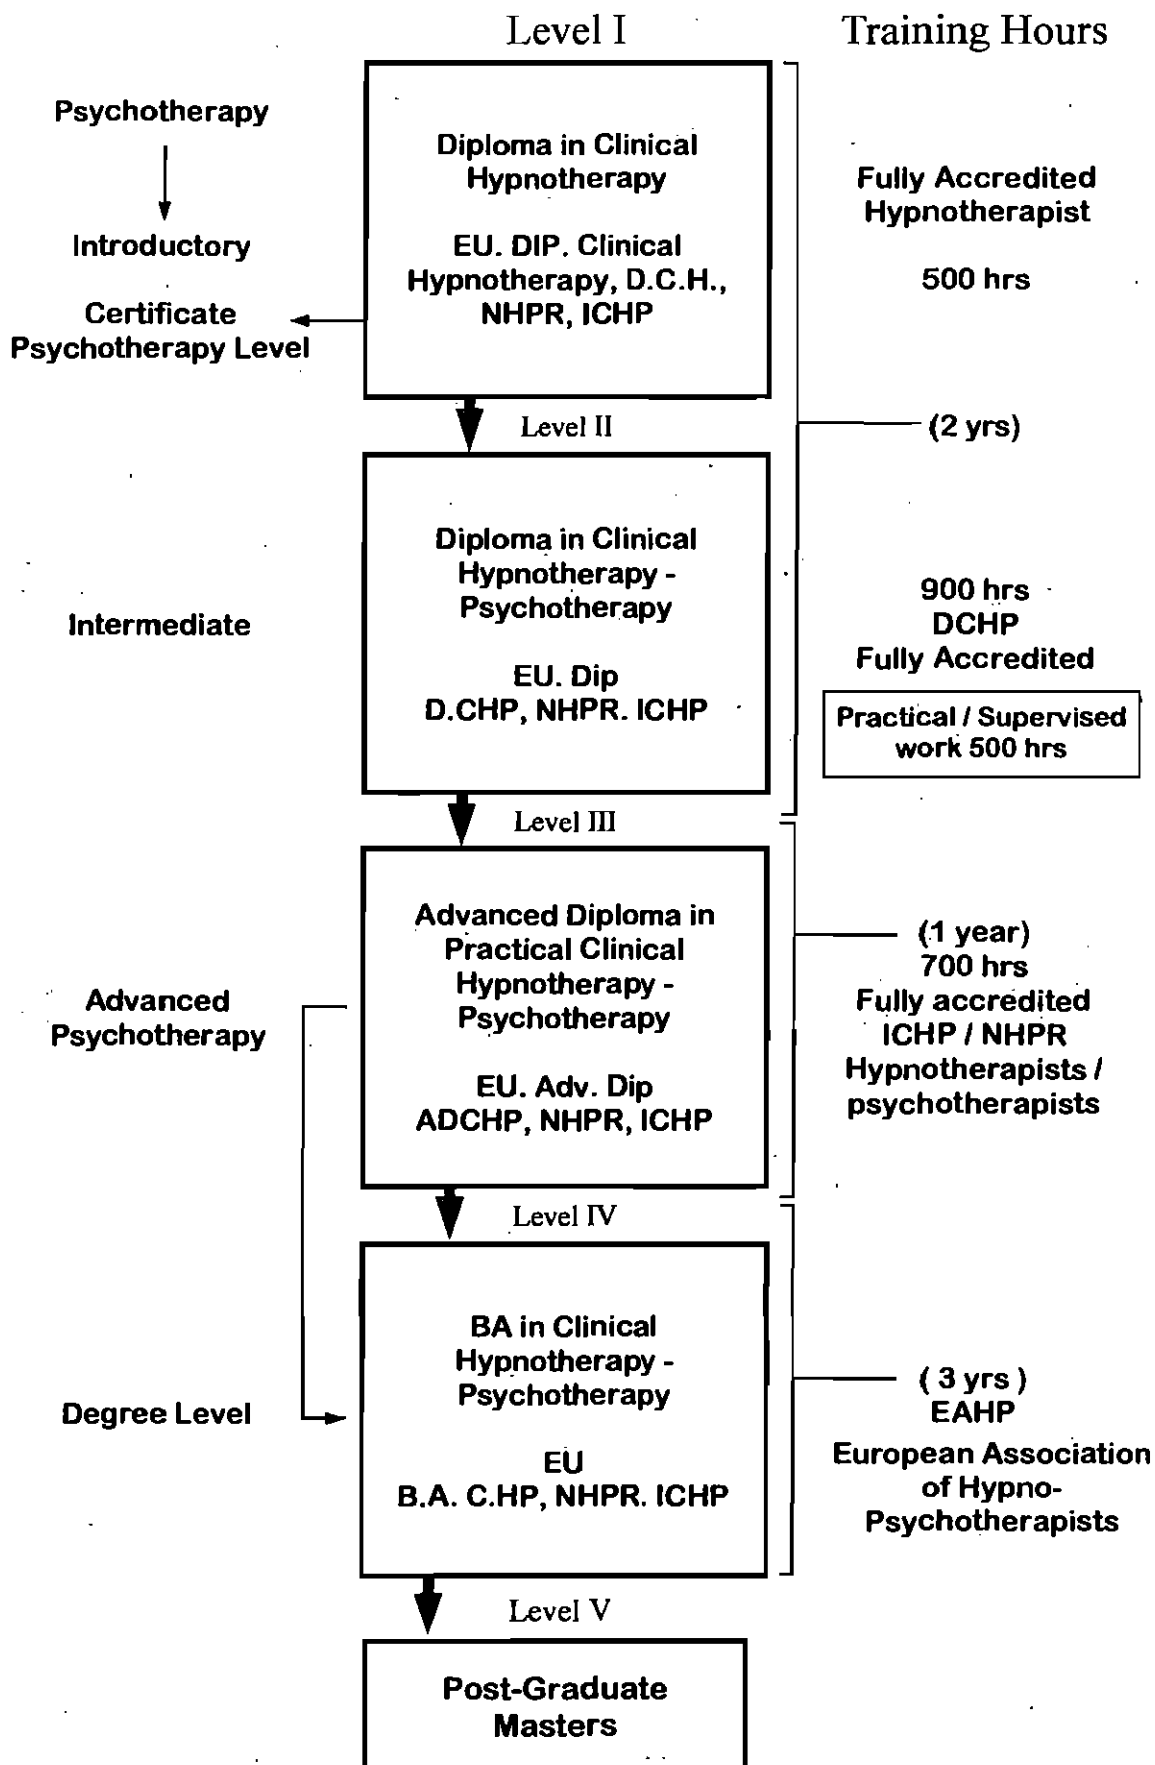 Level I
Training Hours
Psychotherapy
Introductory
Certificate
Psychotherapy Level
Diploma in Clinical
Hypnotherapy
EU. DIP. Clinical
Hypnotherapy, D.C.H.,
NHPR, ICHP
Fully Accredited
Hypnotherapist
500 hrs
Level II
(2 yrs)
Intermediate
Diploma in Clinical
Hypnotherapy -
Psychotherapy
EU. Dip
D.CHP, NHPR. ICHP
900 hrs
DCHP
Fully Accredited
Practical / Supervised
work 500 hrs
Level III
Advanced
Psychotherapy
Advanced Diploma in
Practical Clinical
Hypnotherapy -
Psychotherapy
EU. Adv. Dip
ADCHP, NHPR, ICHP
(1 year)
700 hrs
Fully accredited
ICHP / NHPR
Hypnotherapists /
psychotherapists
Level IV
Degree Level
BA in Clinical
Hypnotherapy -
Psychotherapy
EU
B.A. C.HP, NHPR. ICHP
( 3 yrs )
EAHP
European Association
of Hypno-
Psychotherapists
Level V
Post-Graduate
Masters